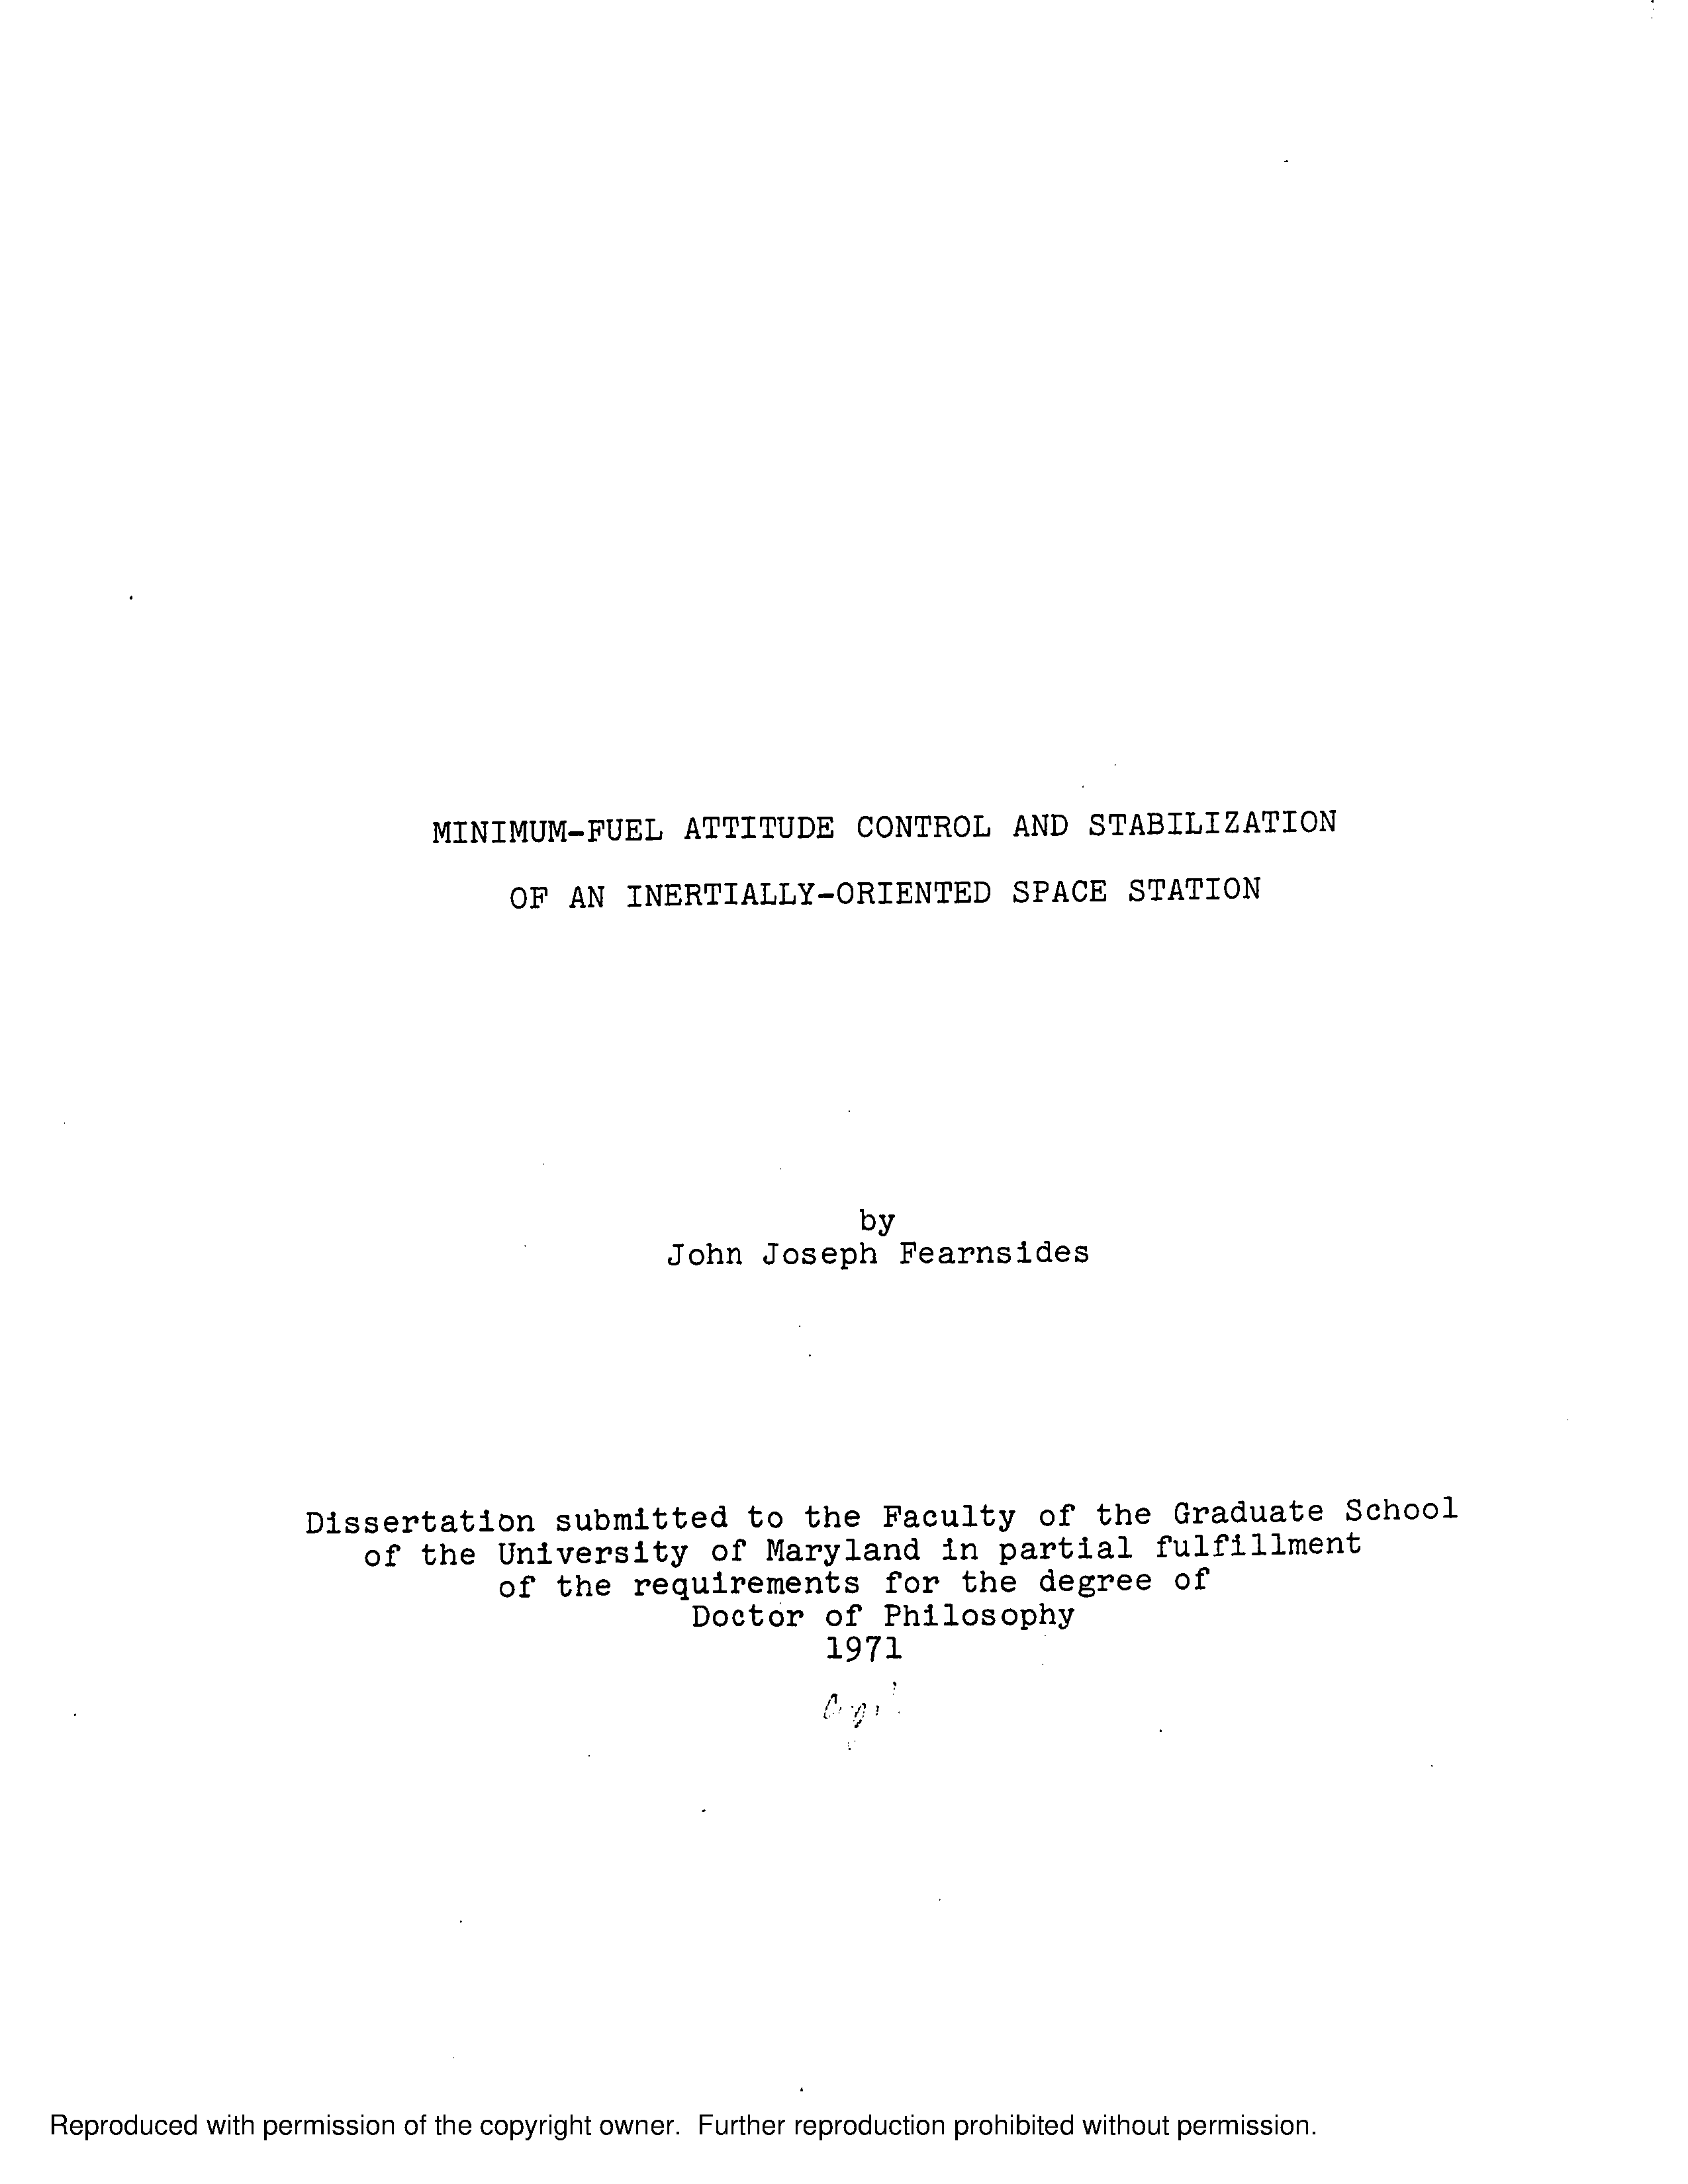 MINIMUM-FUEL ATTITUDE CONTROL AND STABILIZATION
OF AN INERTIALLY-ORIENTED SPACE STATION
by
John Joseph Fearnsides
Dissertation submitted to the Faculty of the Graduate School
of the University of Maryland in partial fulfillment
of the requirements for the degree of
Doctor of Philosophy
1971
Reproduced with permission of the copyright owner. Further reproduction prohibited without permission.